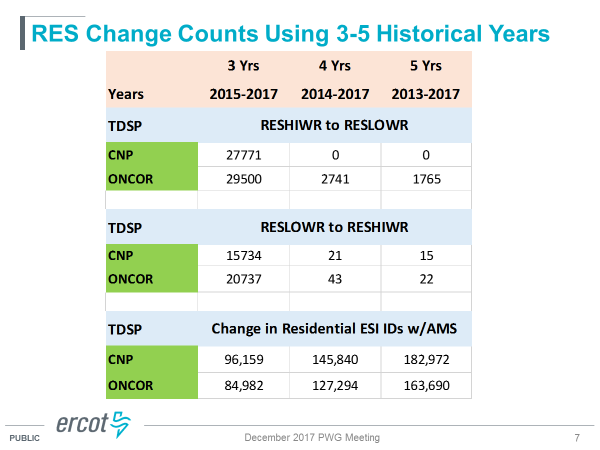 RES Change Counts Using 3-5 Historical Years
3 Yrs 4 Yrs 5 Yrs
Years 2015-2017 2014-2017 2013-2017
TDSP RESHIWR to RESLOWR
CNP 27771 0 0
ONCOR 29500 2741 1765
TDSP RESLOWR to RESHIWR
CNP 15734 21 15
ONCOR 20737 43 22
TDSP Change in Residential ESI IDs w/AMS
CNP 96,159 145,840 182,972
ONCOR 84,982 127,294 163,690
ercot
PUBLIC December 2017 PWG Meeting 7